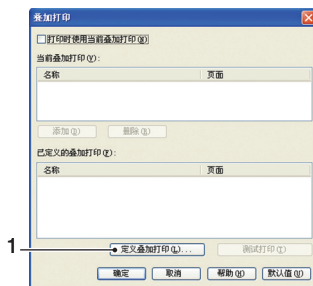 叠加打印
打印时使用当前叠加打印(N)
当前叠加打印(V):
名称 页面
添加(D) 删除(R)
已定义的叠加打印(F):
名称 页面
1 定义叠加打印(L)... 测试打印(T)
确定 取消 帮助(H) 默认值(U)